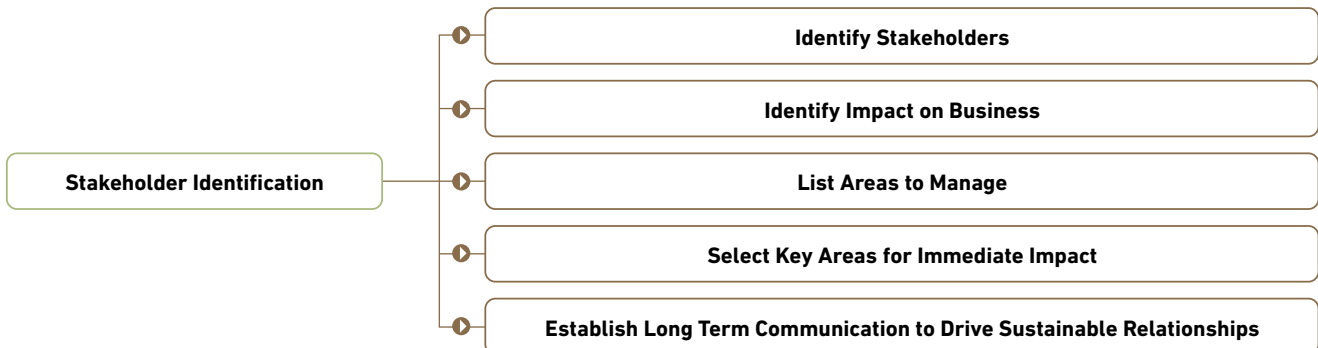 Identify Stakeholders
Identify Impact on Business
Stakeholder Identification
List Areas to Manage
Select Key Areas for Immediate Impact
Establish Long Term Communication to Drive Sustainable Relationships